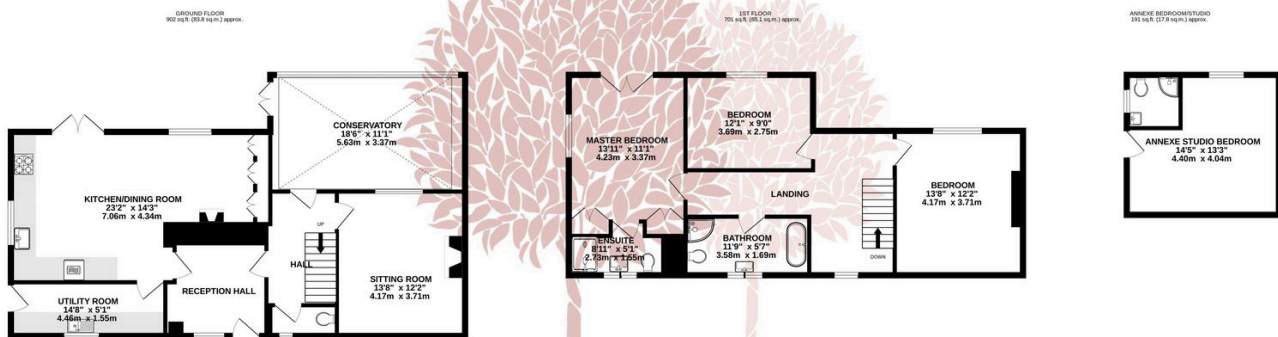 GROUND FLOOR
902 sq.ft. (83.8 sq.m.) approx.
1ST FLOOR
701 sq.ft. (65.1 sq.m.) approx.
ANNEXE BEDROOM/STUDIO
191 sq.ft. (17.8 sq.m.) approx.
CONSERVATORY
18'6" x 11'1"
5.63m x 3.37m
KITCHEN/DINING ROOM
23'2" x 14'3"
7.06m x 4.34m
UP
HALL
RECEPTION HALL
SITTING ROOM
13'8" x 12'2"
4.17m x 3.71m
UTILITY ROOM
14'8" x 5'1"
4.46m x 1.55m
MASTER BEDROOM
13'11" x 11'1"
4.23m x 3.37m
BEDROOM
12'1" x 9'0"
3.69m x 2.75m
LANDING
BEDROOM
13'8" x 12'2"
4.17m x 3.71m
ENSUITE
8'11" x 5'1"
2.73m x 1.55m
BATHROOM
11'9" x 5'7"
3.58m x 1.69m
DOWN
ANNEXE STUDIO BEDROOM
14'5" x 13'3"
4.40m x 4.04m